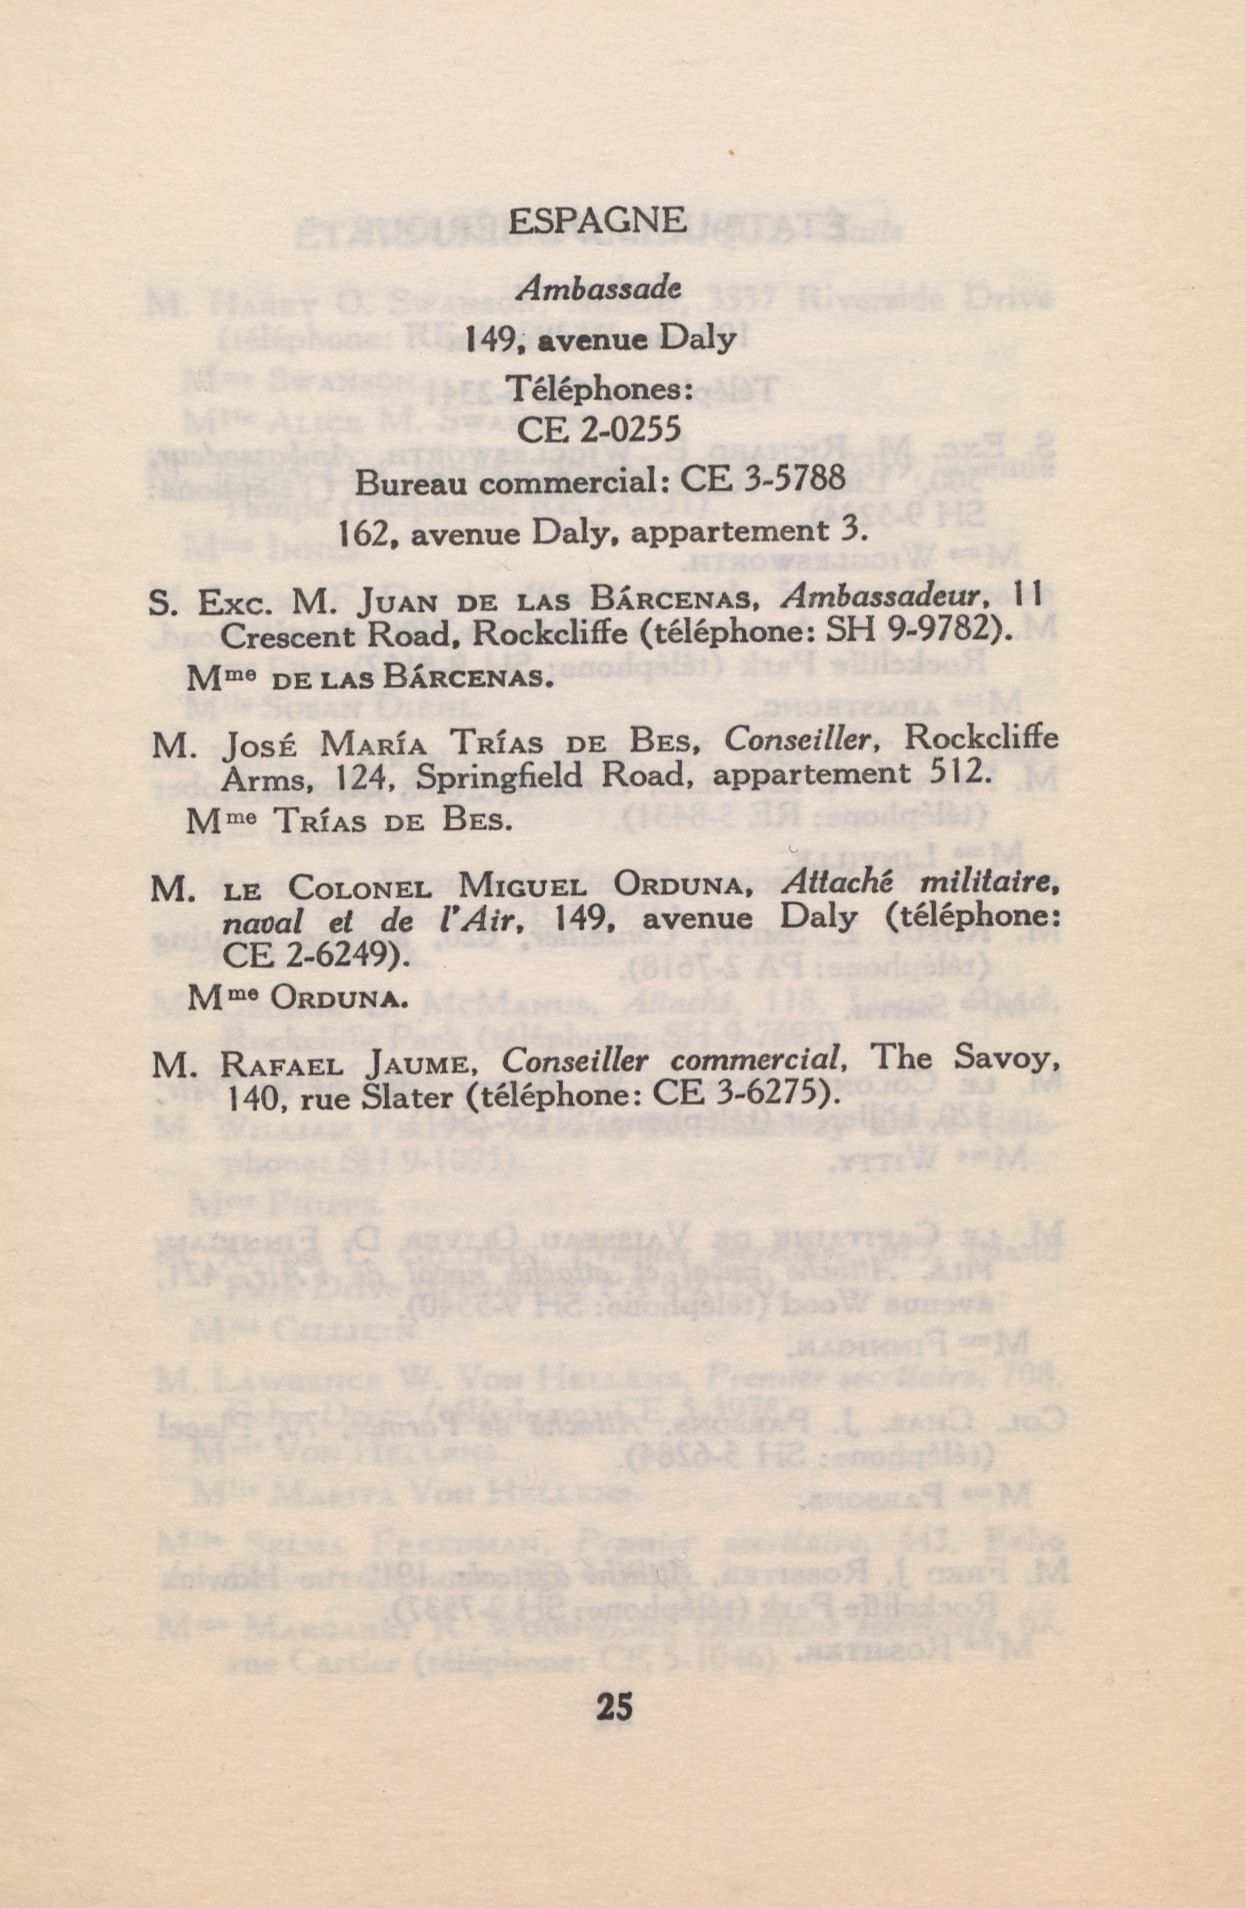 ESPAGNE
Ambassade
149, avenue Daly
Téléphones:
CE 2-0255
Bureau commercial: CE 3-5788
162, avenue Daly, appartement 3.
S. Exc. M. Juan de las Bárcenas, Ambassadeur, 11
Crescent Road, Rockcliffe (téléphone: SH 9-9782).
Mme de las Bárcenas.
M. José María Trías de Bes, Conseiller, Rockcliffe
Arms, 124, Springfield Road, appartement 512.
Mme Trías de Bes.
M. le Colonel Miguel Orduna, Attaché militaire,
naval et de l'Air, 149, avenue Daly (téléphone:
CE 2-6249).
Mme Orduna.
M. Rafael Jaume, Conseiller commercial, The Savoy,
140, rue Slater (téléphone: CE 3-6275).
25